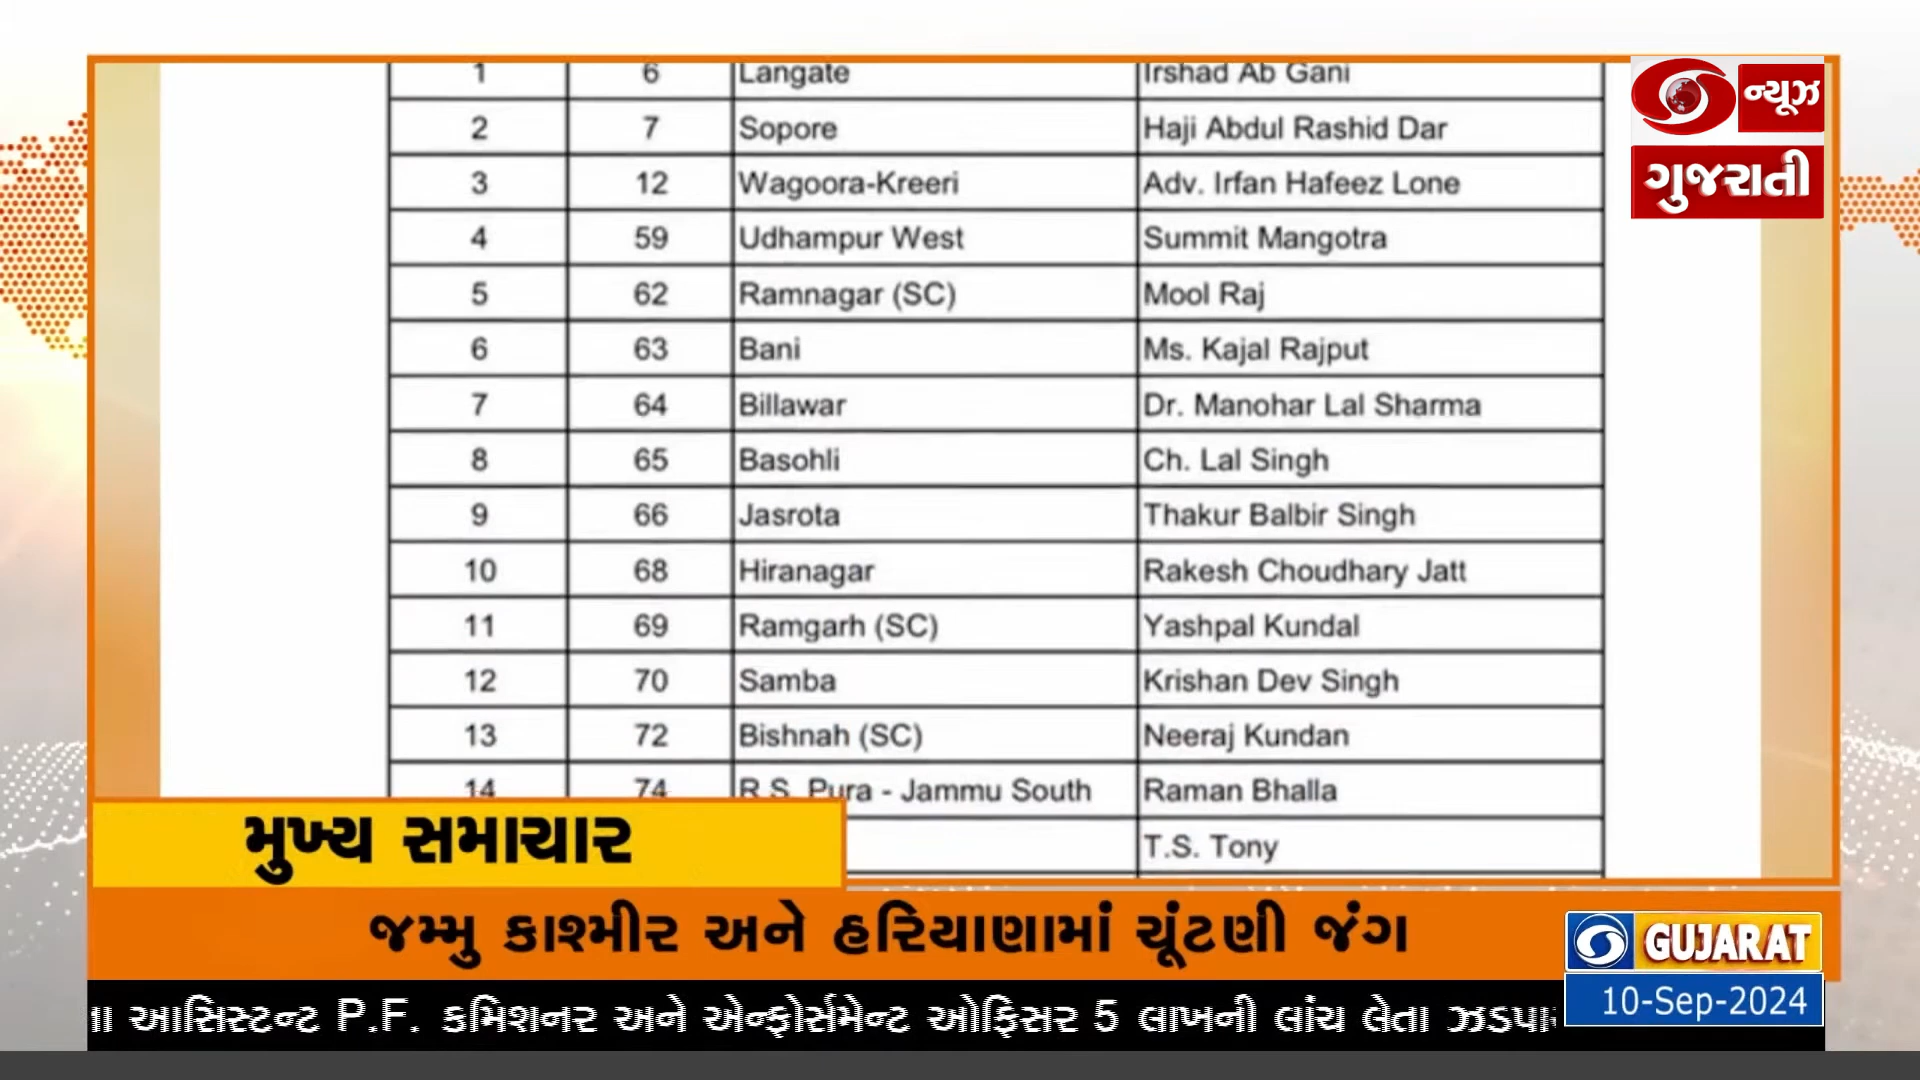 1 6 Langate Irshad Ab Gani
2 7 Sopore Haji Abdul Rashid Dar
3 12 Wagoora-Kreeri Adv. Irfan Hafeez Lone
4 59 Udhampur West Summit Mangotra
5 62 Ramnagar (SC) Mool Raj
6 63 Bani Ms. Kajal Rajput
7 64 Billawar Dr. Manohar Lal Sharma
8 65 Basohli Ch. Lal Singh
9 66 Jasrota Thakur Balbir Singh
10 68 Hiranagar Rakesh Choudhary Jatt
11 69 Ramgarh (SC) Yashpal Kundal
12 70 Samba Krishan Dev Singh
13 72 Bishnah (SC) Neeraj Kundan
14 74 R.S. Pura - Jammu South Raman Bhalla
T.S. Tony
ન્યૂઝ
ગુજરાતી
મુખ્ય સમાચાર
જમ્મુ કાશ્મીર અને હરિયાણામાં ચૂંટણી જંગ
GUJARAT
10-Sep-2024
આસિસ્ટન્ટ P.F. કમિશનર અને એન્ફોર્સમેન્ટ ઓફિસર 5 લાખની લાંચ લેતા